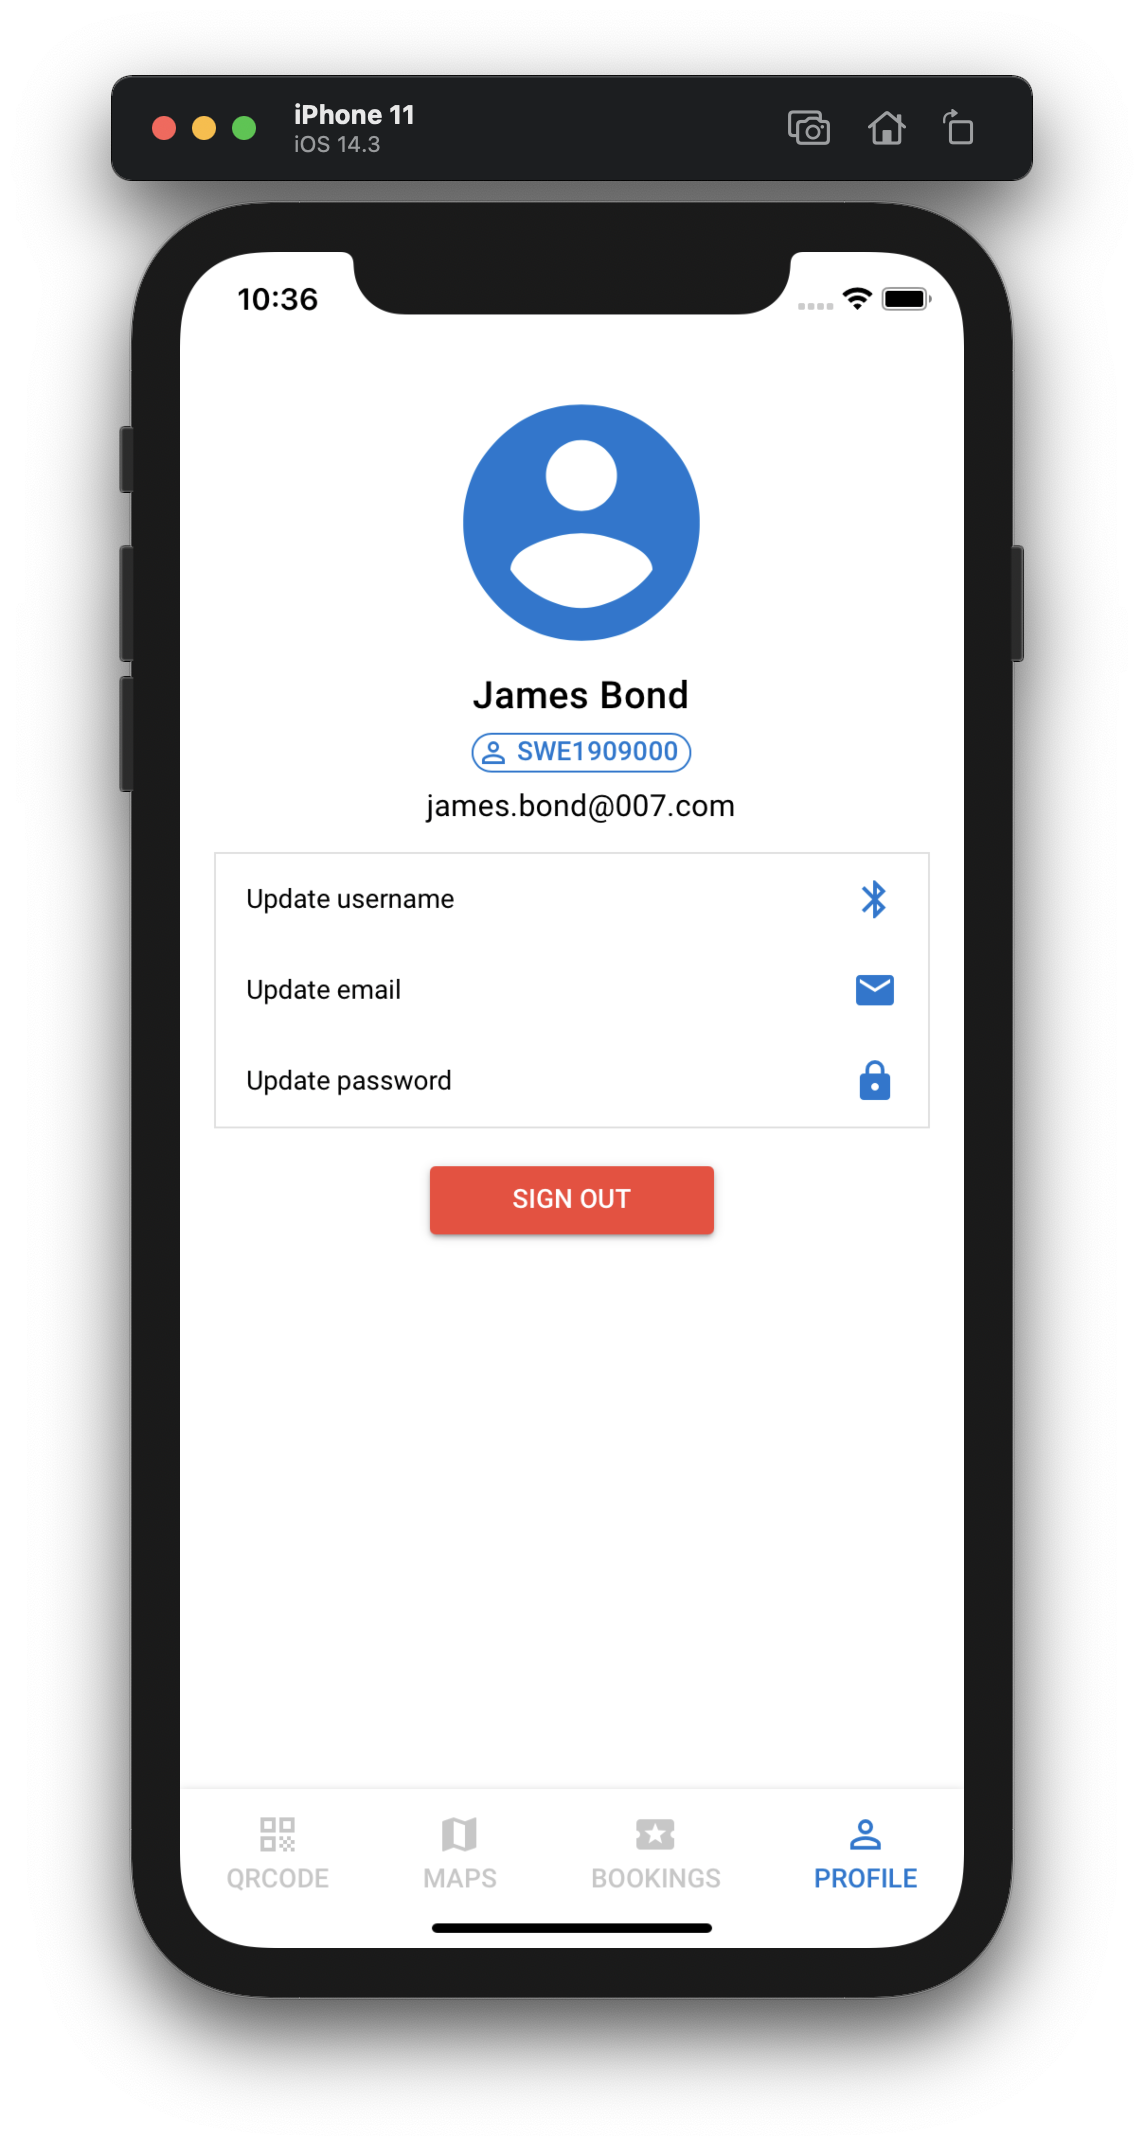 iPhone 11
iOS 14.3
10:36
James Bond
SWE1909000
james.bond@007.com
Update username
Update email
Update password
SIGN OUT
QRCODE
MAPS
BOOKINGS
PROFILE